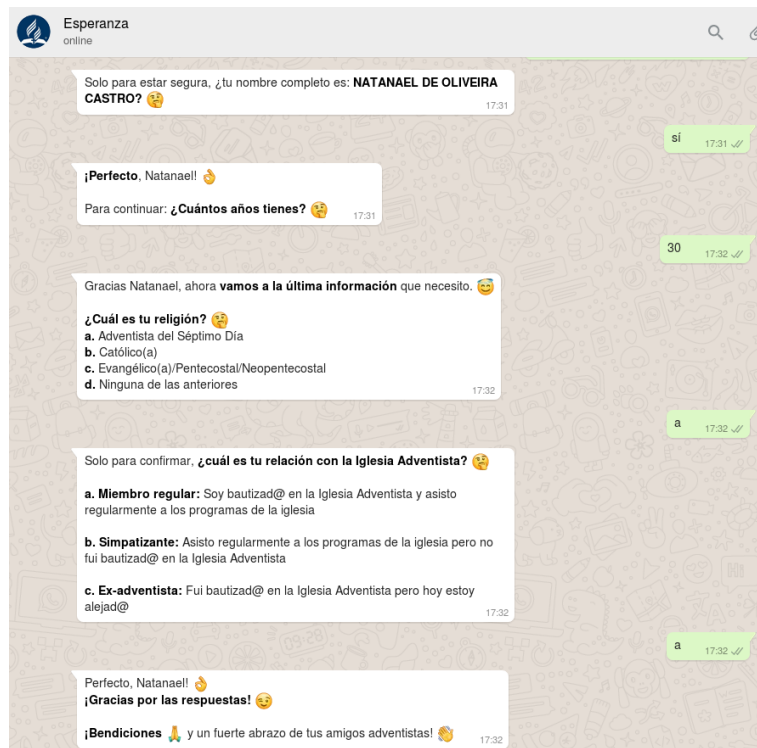 Esperanza
online
Solo para estar segura, ¿tu nombre completo es: NATANAEL DE OLIVEIRA
CASTRO? 🤔
17:31
sí
17:31
¡Perfecto, Natanael! 👌
Para continuar: ¿Cuántos años tienes? 🤔
17:31
30
17:32
Gracias Natanael, ahora vamos a la última información que necesito. 😅
¿Cuál es tu religión? 🤔
a. Adventista del Séptimo Día
b. Católico(a)
c. Evangélico(a)/Pentecostal/Neopentecostal
d. Ninguna de las anteriores
17:32
a
17:32
Solo para confirmar, ¿cuál es tu relación con la Iglesia Adventista? 🤔
a. Miembro regular: Soy bautizad@ en la Iglesia Adventista y asisto
regularmente a los programas de la iglesia
b. Simpatizante: Asisto regularmente a los programas de la iglesia pero no
fui bautizad@ en la Iglesia Adventista
c. Ex-adventista: Fui bautizad@ en la Iglesia Adventista pero hoy estoy
alejad@
17:32
a
17:32
Perfecto, Natanael! 👌
¡Gracias por las respuestas! 😉
¡Bendiciones 🙏 y un fuerte abrazo de tus amigos adventistas! 👏
17:32